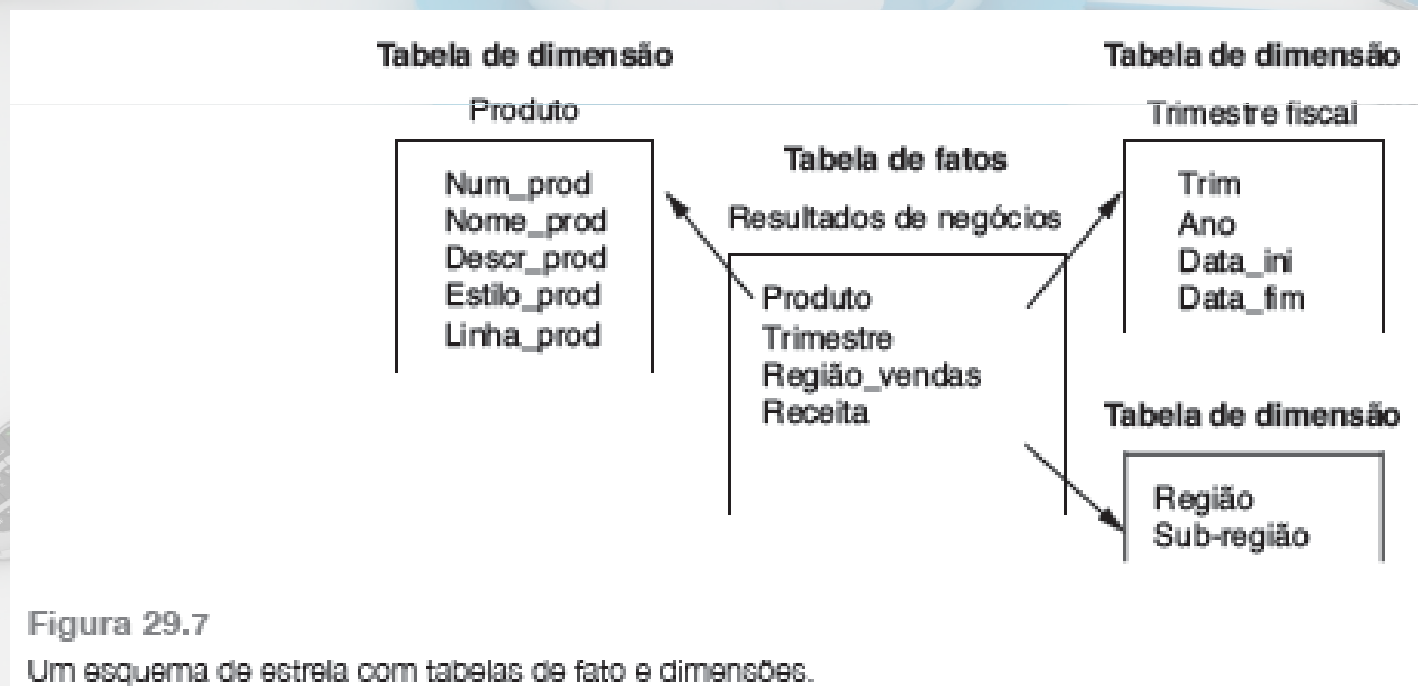 Tabela de dimensão
Produto
Num_prod
Nome_prod
Descr_prod
Estilo_prod
Linha_prod
Tabela de fatos
Resultados de negócios
Produto
Trimestre
Região_vendas
Receita
Tabela de dimensão
Trimestre fiscal
Trim
Ano
Data_ini
Data_fim
Tabela de dimensão
Região
Sub-região
Figura 29.7
Um esquema de estrela com tabelas de fato e dimensões.